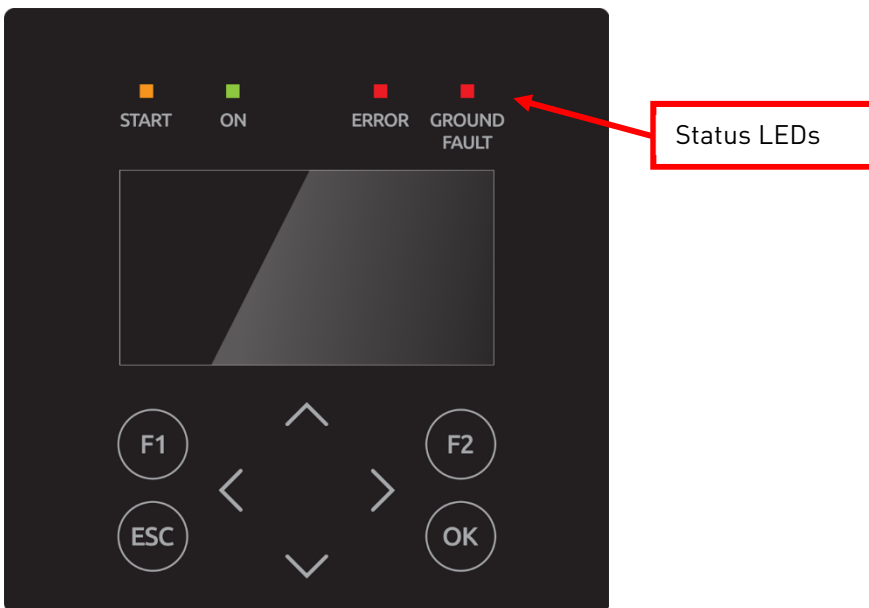 START ON ERROR GROUND
FAULT
Status LEDs
F1 F2
ESC OK